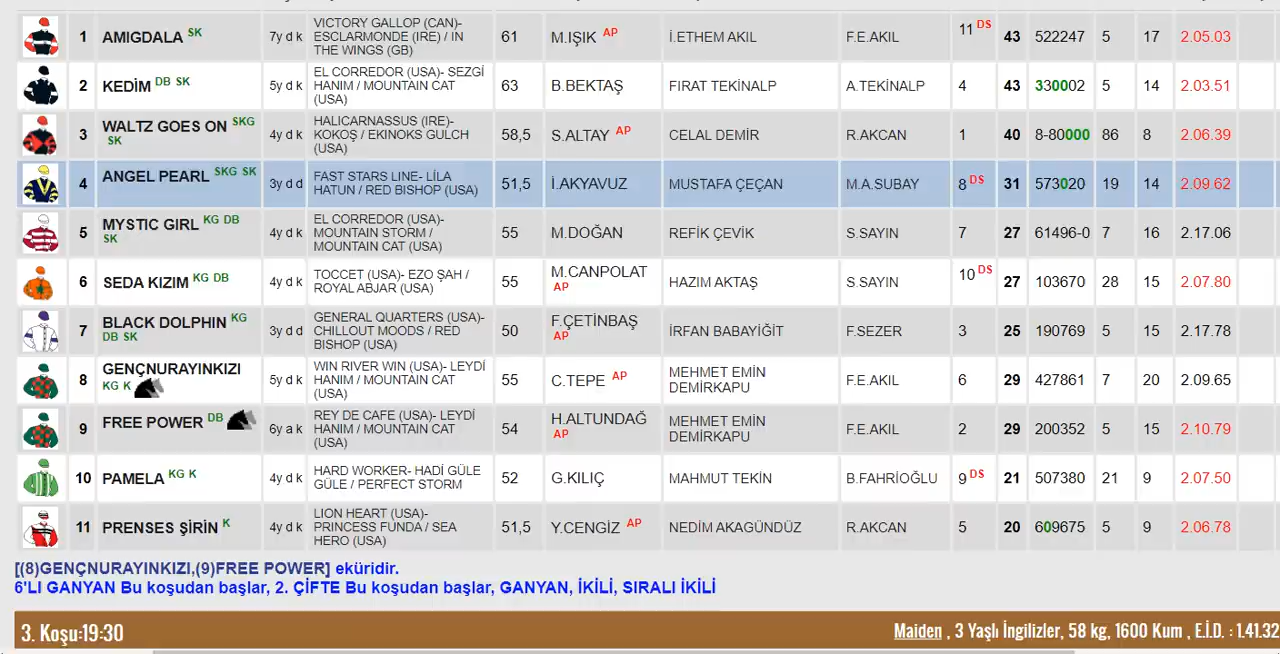 1 AMIGDALA SK 7y d k VICTORY GALLOP (CAN)- ESCLARMONDE (IRE) / IN THE WINGS (GB) 61 M.IŞIK AP İ.ETHEM AKIL F.E.AKIL 11 DS 43 522247 5 17 2.05.03
2 KEDİM DB SK 5y d k EL CORREDOR (USA)- SEZGİ HANIM / MOUNTAIN CAT (USA) 63 B.BEKTAŞ FIRAT TEKİNALP A.TEKİNALP 4 43 330002 5 14 2.03.51
3 WALTZ GOES ON SKG SK 4y d k HALICARNASSUS (IRE)- KOKOŞ / EKINOKS GULCH (USA) 58,5 S.ALTAY AP CELAL DEMİR R.AKCAN 1 40 8-80000 86 8 2.06.39
4 ANGEL PEARL SKG SK 3y d d FAST STARS LINE- LİLA HATUN / RED BISHOP (USA) 51,5 İ.AKYAVUZ MUSTAFA ÇEÇAN M.A.SUBAY 8 DS 31 573020 19 14 2.09.62
5 MYSTIC GIRL KG DB SK 4y d k EL CORREDOR (USA)- MOUNTAIN STORM / MOUNTAIN CAT (USA) 55 M.DOĞAN REFİK ÇEVİK S.SAYIN 7 27 61496-0 7 16 2.17.06
6 SEDA KIZIM KG DB 4y d k TOCCET (USA)- EZO ŞAH / ROYAL ABJAR (USA) 55 M.CANPOLAT AP HAZIM AKTAŞ S.SAYIN 10 DS 27 103670 28 15 2.07.80
7 BLACK DOLPHIN KG DB SK 3y d d GENERAL QUARTERS (USA)- CHILLOUT MOODS / RED BISHOP (USA) 50 F.ÇETİNBAŞ AP İRFAN BABAYİĞİT F.SEZER 3 25 190769 5 15 2.17.78
8 GENÇNURAYINKIZI KG K 5y d k WIN RIVER WIN (USA)- LEYDİ HANIM / MOUNTAIN CAT (USA) 55 C.TEPE AP MEHMET EMİN DEMİRKAPU F.E.AKIL 6 29 427861 7 20 2.09.65
9 FREE POWER DB 6y a k REY DE CAFE (USA)- LEYDİ HANIM / MOUNTAIN CAT (USA) 54 H.ALTUNDAĞ AP MEHMET EMİN DEMİRKAPU F.E.AKIL 2 29 200352 5 15 2.10.79
10 PAMELA KG K 4y d k HARD WORKER- HADİ GÜLE GÜLE / PERFECT STORM 52 G.KILIÇ MAHMUT TEKİN B.FAHRİOĞLU 9 DS 21 507380 21 9 2.07.50
11 PRENSES ŞİRİN K 4y d k LION HEART (USA)- PRINCESS FUNDA / SEA HERO (USA) 51,5 Y.CENGİZ AP NEDİM AKAGÜNDÜZ R.AKCAN 5 20 609675 5 9 2.06.78
[(8)GENÇNURAYINKIZI,(9)FREE POWER] eküridir.
6'LI GANYAN Bu koşudan başlar, 2. ÇİFTE Bu koşudan başlar, GANYAN, İKİLİ, SIRALI İKİLİ
3. Koşu:19:30 Maiden , 3 Yaşlı İngilizler, 58 kg, 1600 Kum , E.İ.D. : 1.41.32